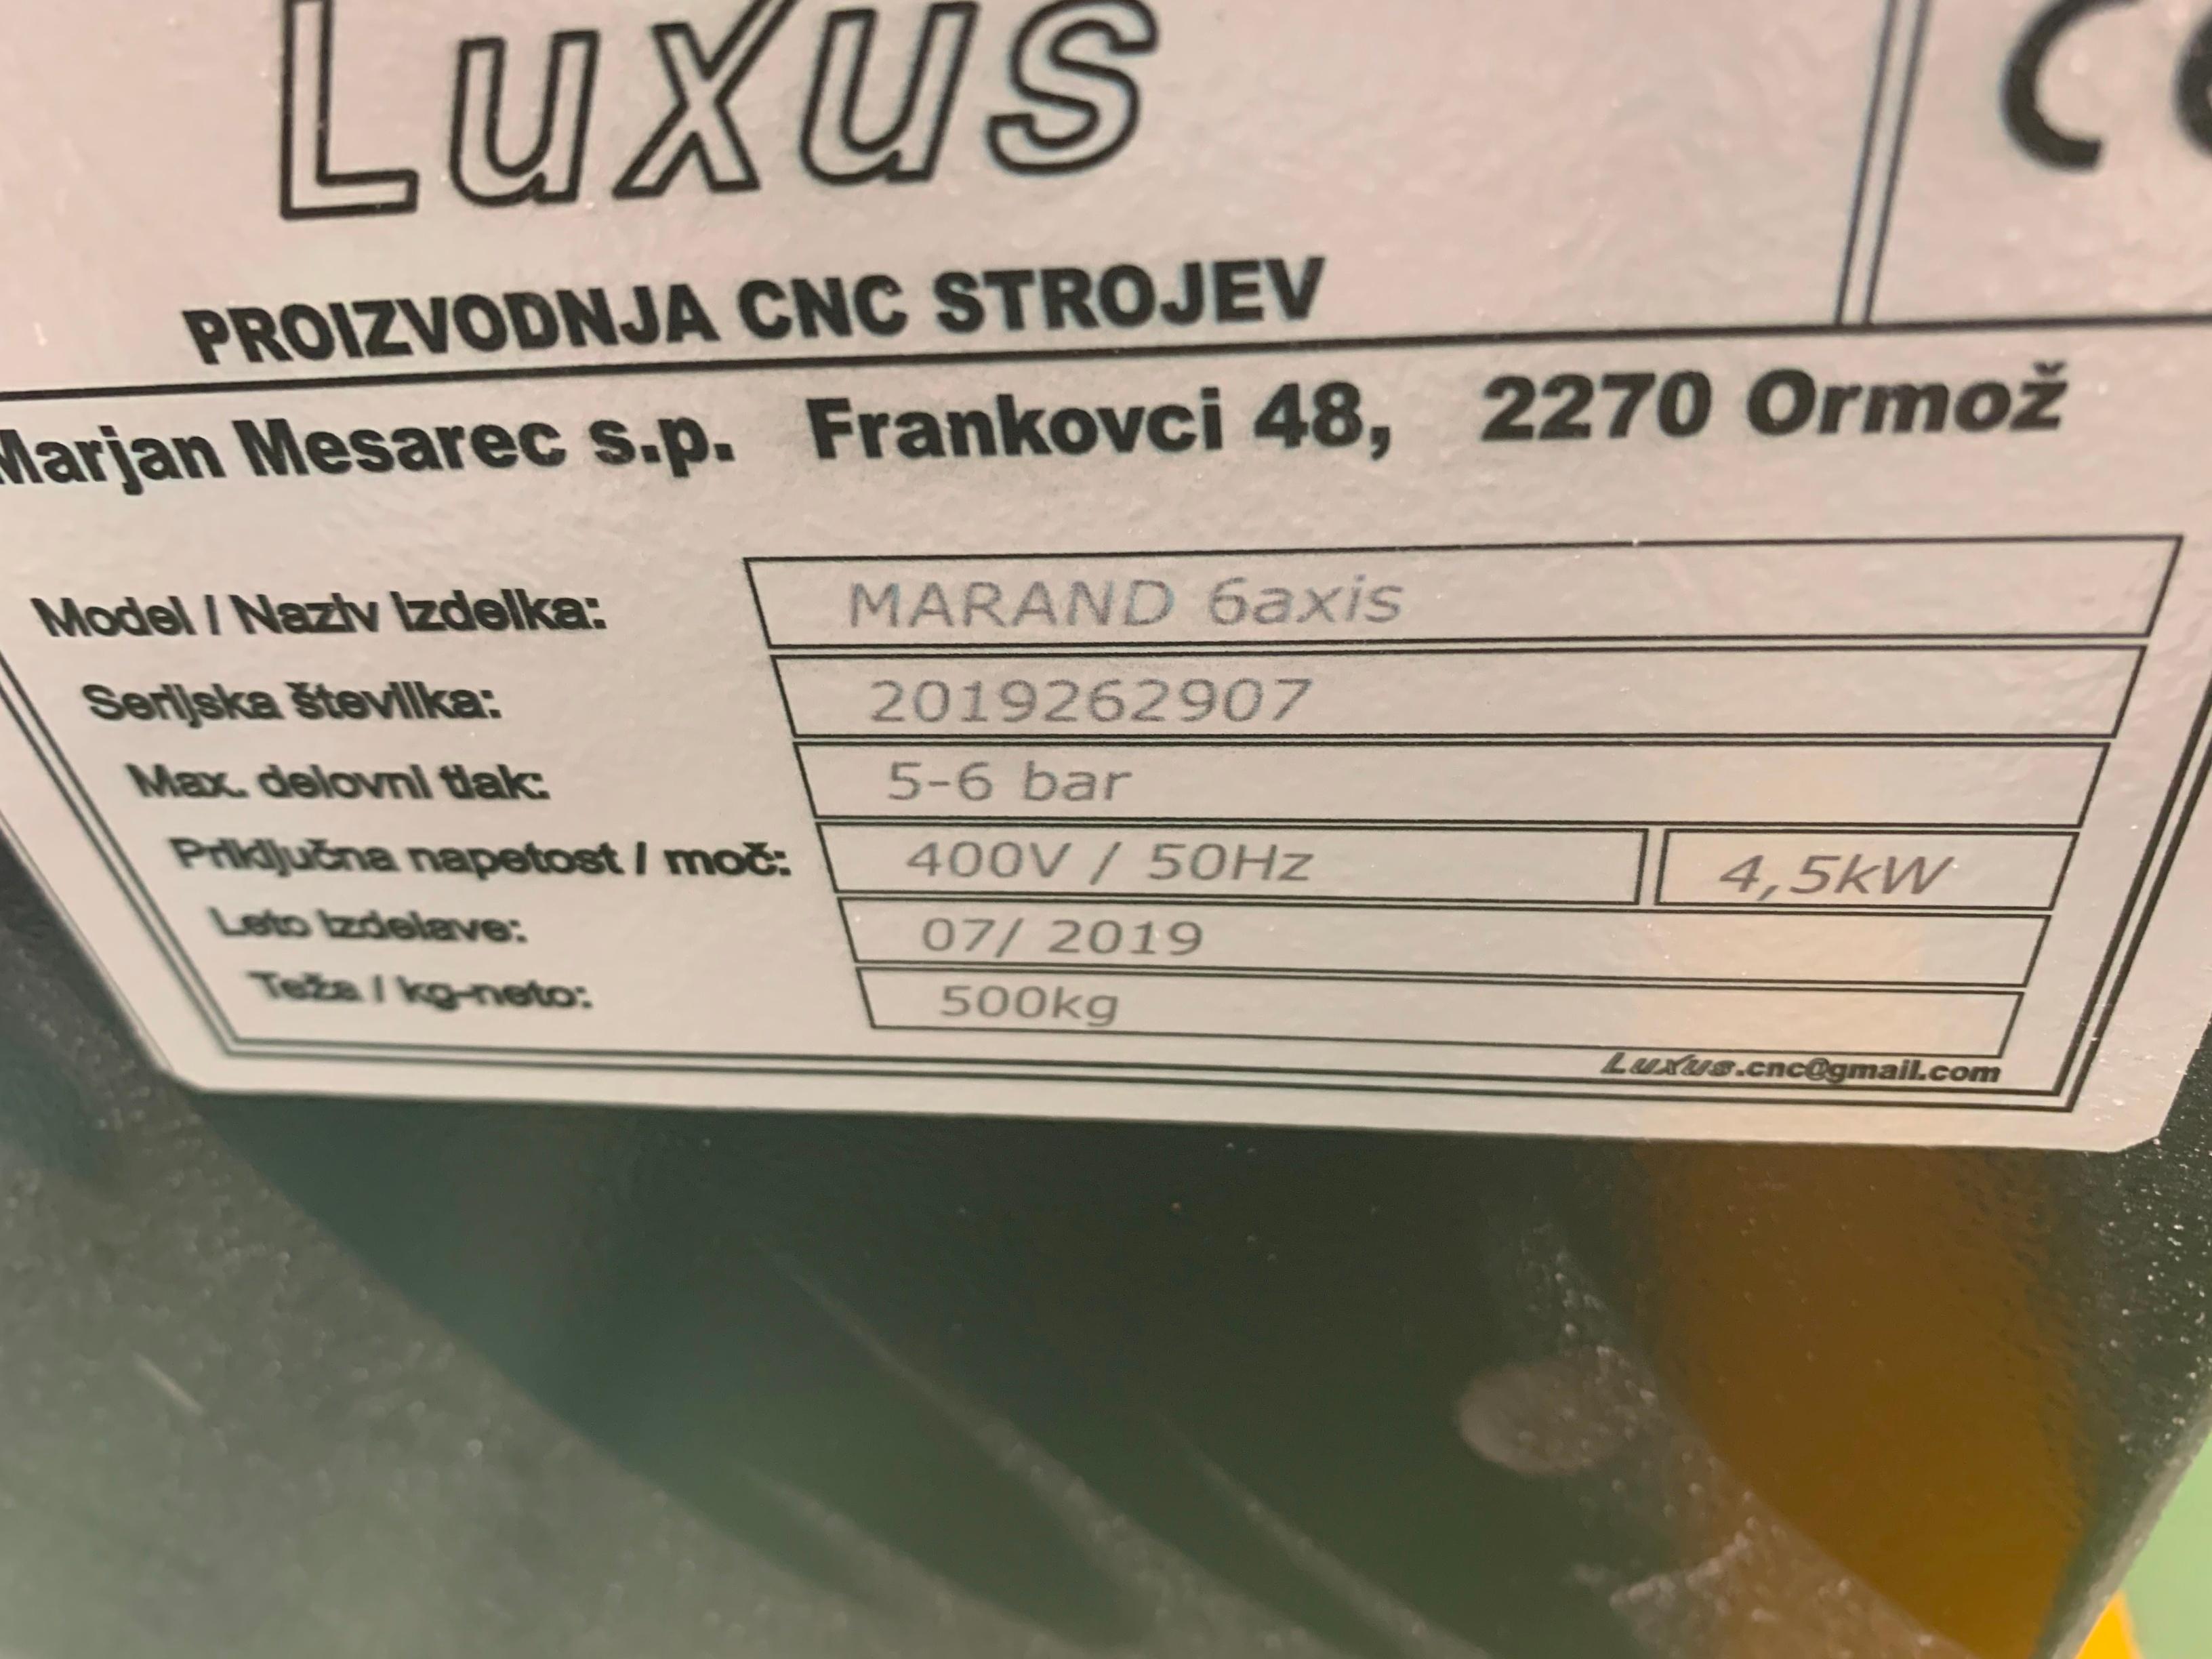 LuXus
CE
PROIZVODNJA CNC STROJEV
Marjan Mesarec s.p. Frankovci 48, 2270 Ormož
Model / Naziv izdelka: MARAND 6axis
Serijska številka: 2019262907
Max. delovni tlak: 5-6 bar
Priključna napetost / moč: 400V / 50Hz 4,5kW
Leto izdelave: 07/ 2019
Teža / kg-neto: 500kg
LuXus.cnc@gmail.com